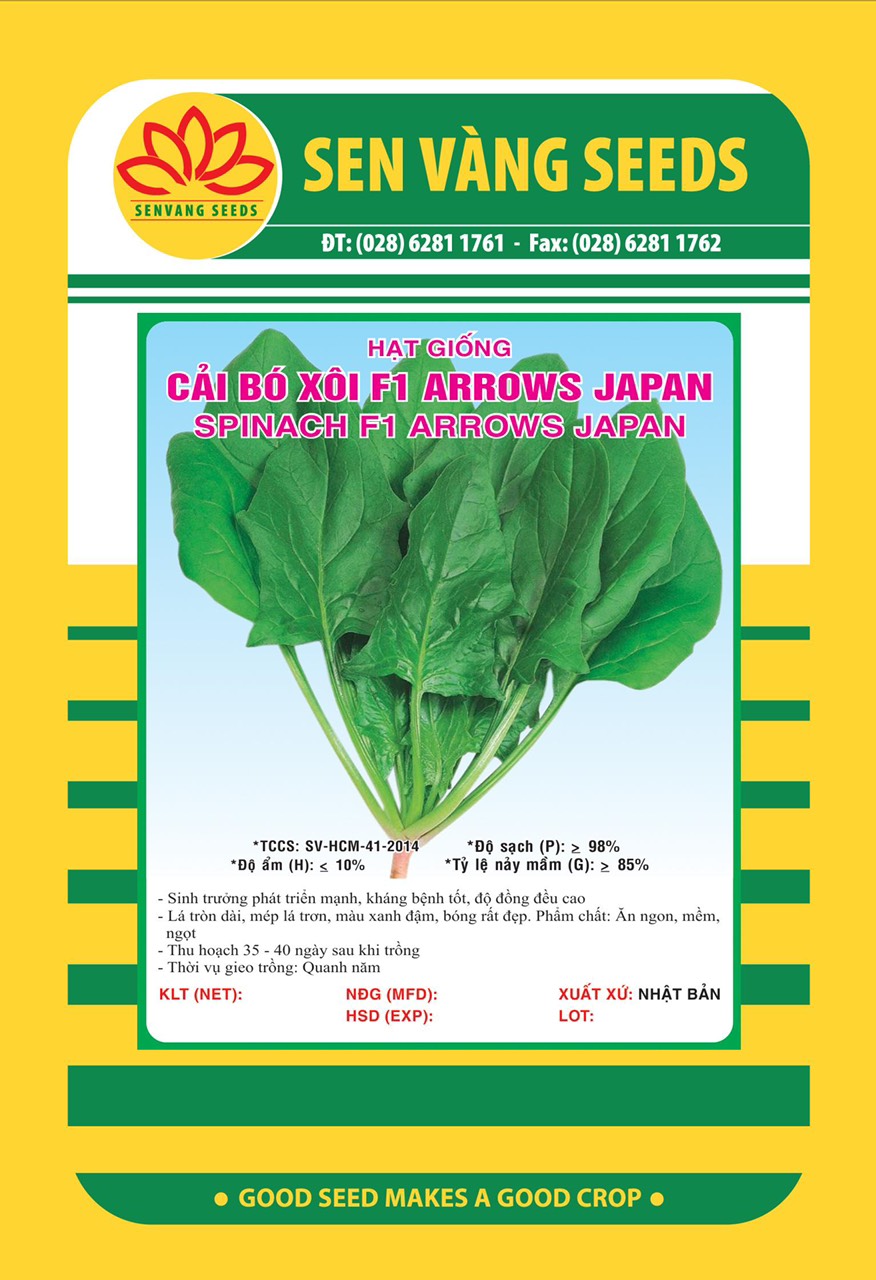 SENVANG SEEDS
SEN VÀNG SEEDS
ĐT: (028) 6281 1761 - Fax: (028) 6281 1762
HẠT GIỐNG
CẢI BÓ XÔI F1 ARROWS JAPAN
SPINACH F1 ARROWS JAPAN
*TCCS: SV-HCM-41-2014 *Độ sạch (P): ≥ 98%
*Độ ẩm (H): ≤ 10% *Tỷ lệ nảy mầm (G): ≥ 85%
- Sinh trưởng phát triển mạnh, kháng bệnh tốt, độ đồng đều cao
- Lá tròn dài, mép lá trơn, màu xanh đậm, bóng rất đẹp. Phẩm chất: Ăn ngon, mềm,
ngọt
- Thu hoạch 35 - 40 ngày sau khi trồng
- Thời vụ gieo trồng: Quanh năm
KLT (NET): NĐG (MFD): XUẤT XỨ: NHẬT BẢN
HSD (EXP): LOT:
• GOOD SEED MAKES A GOOD CROP •